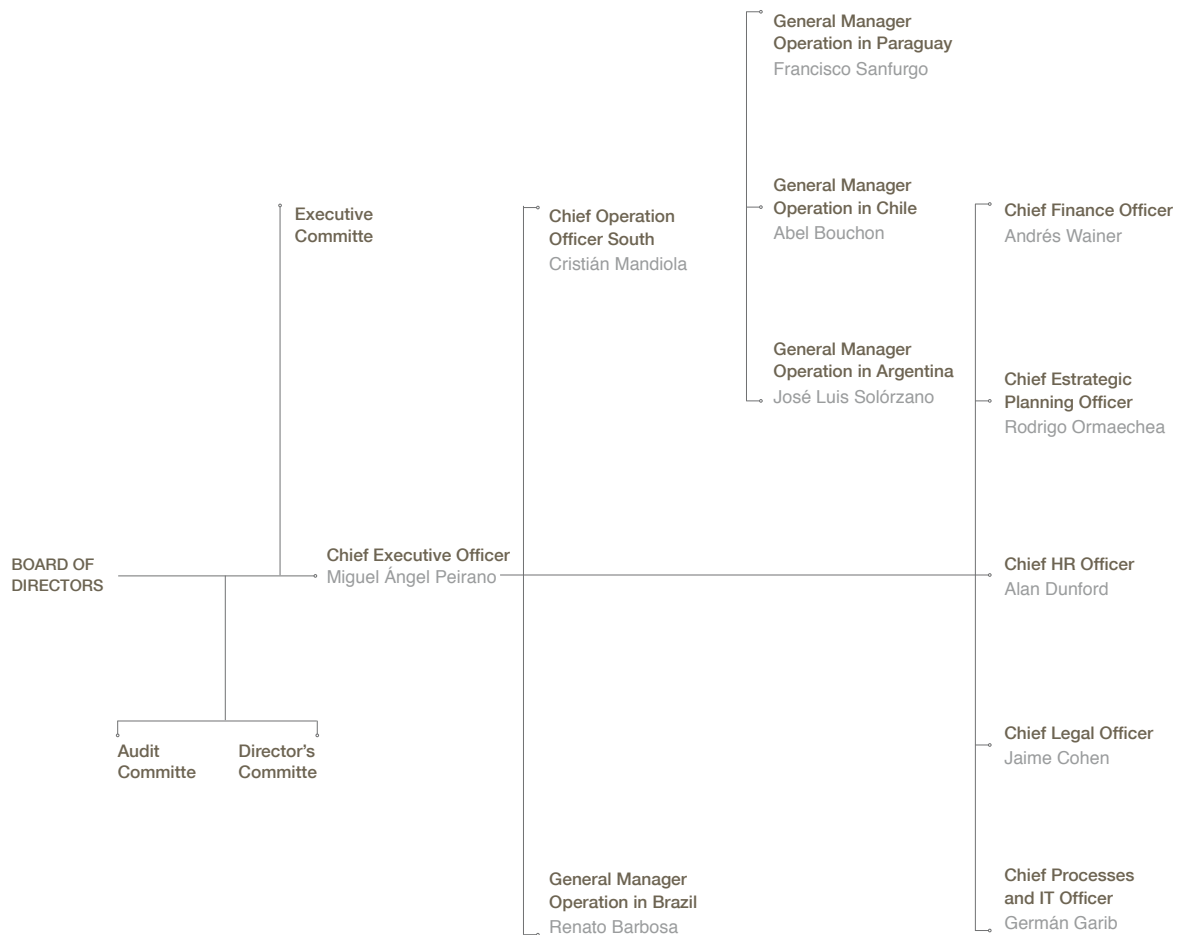 General Manager
Operation in Paraguay
Francisco Sanfurgo
Executive
Committe
Chief Operation
Officer South
Cristián Mandiola
General Manager
Operation in Chile
Abel Bouchon
Chief Finance Officer
Andrés Wainer
General Manager
Operation in Argentina
José Luis Solórzano
Chief Estrategic
Planning Officer
Rodrigo Ormaechea
BOARD OF
DIRECTORS
Chief Executive Officer
Miguel Ángel Peirano
Chief HR Officer
Alan Dunford
Audit
Committe
Director's
Committe
Chief Legal Officer
Jaime Cohen
General Manager
Operation in Brazil
Renato Barbosa
Chief Processes
and IT Officer
Germán Garib